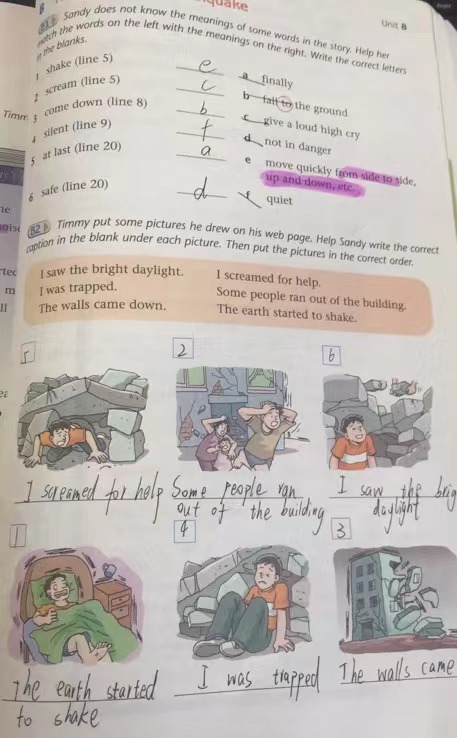 quake
Unit 8
8
B1 Sandy does not know the meanings of some words in the story. Help her
match the words on the left with the meanings on the right. Write the correct letters
in the blanks.
1 shake (line 5) e a finally
2 scream (line 5) c b fall to the ground
3 come down (line 8) b c give a loud high cry
4 silent (line 9) f d not in danger
5 at last (line 20) a e move quickly from side to side,
up and down, etc.
6 safe (line 20) d f quiet
B2 Timmy put some pictures he drew on his web page. Help Sandy write the correct
caption in the blank under each picture. Then put the pictures in the correct order.
I saw the bright daylight. I screamed for help.
I was trapped. Some people ran out of the building.
The walls came down. The earth started to shake.
5 2 6
I screamed for help Some people ran I saw the brig
out of the building daylight
1 4 3
The earth started I was trapped The walls came
to shake